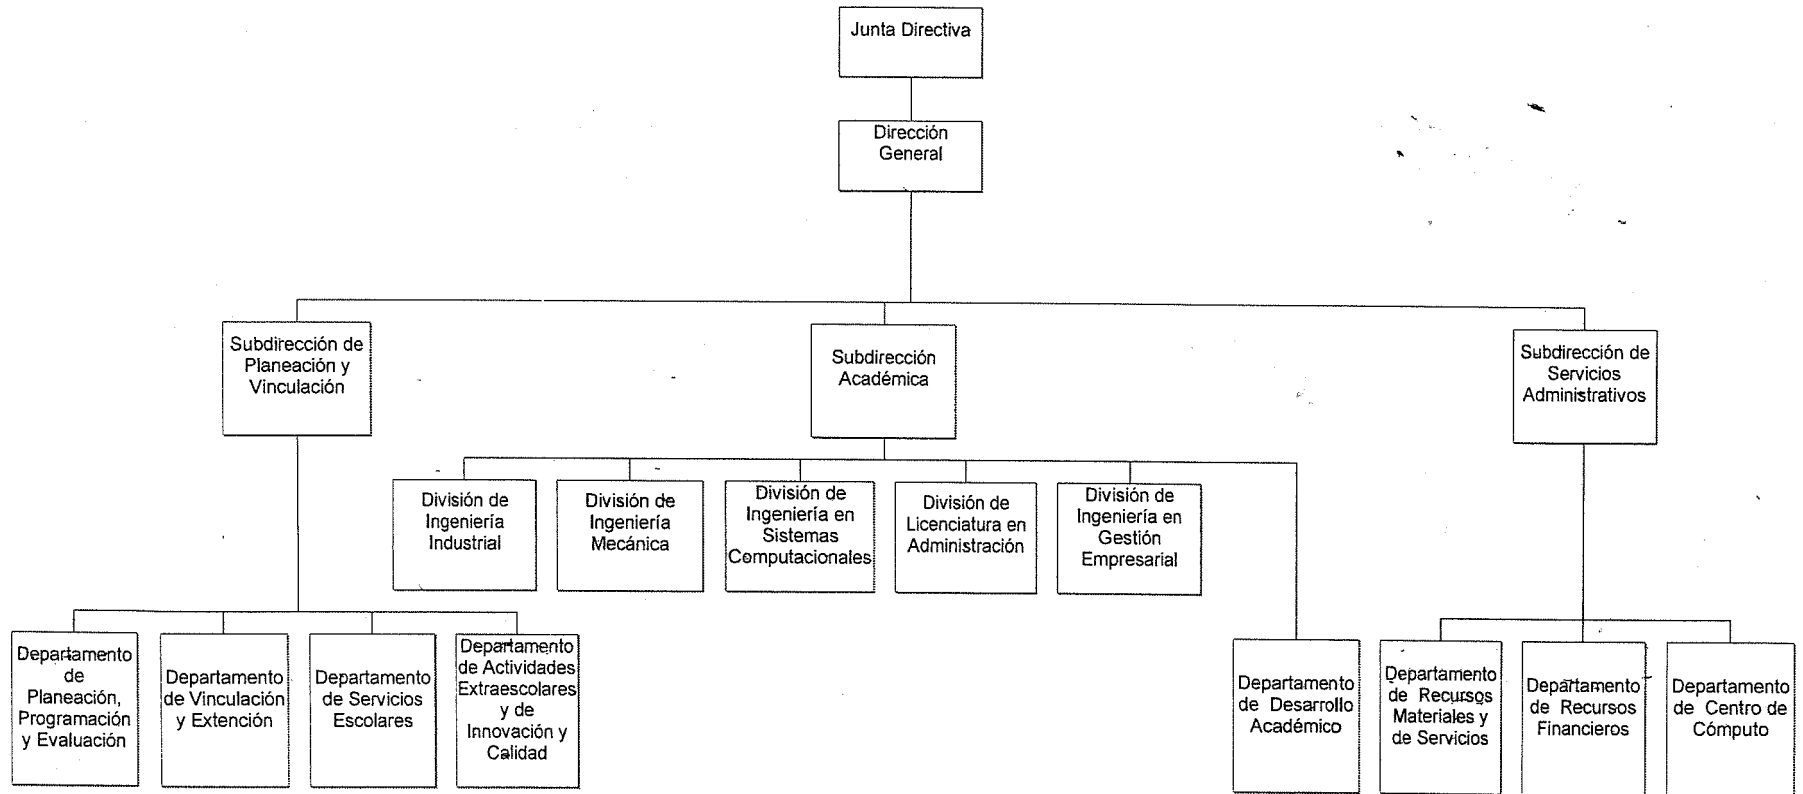 Junta Directiva
Dirección
General
Subdirección de
Planeación y
Vinculación
Subdirección
Académica
Subdirección de
Servicios
Administrativos
División de
Ingeniería
Industrial
División de
Ingeniería
Mecánica
División de
Ingeniería en
Sistemas
Computacionales
División de
Licenciatura en
Administración
División de
Ingeniería en
Gestión
Empresarial
Departamento
de
Planeación,
Programación
y Evaluación
Departamento
de Vinculación
y Extención
Departamento
de Servicios
Escolares
Departamento
de Actividades
Extraescolares
y de
Innovación y
Calidad
Departamento
de Desarrollo
Académico
Departamento
de Recursos
Materiales y
de Servicios
Departamento
de Recursos
Financieros
Departamento
de Centro de
Cómputo